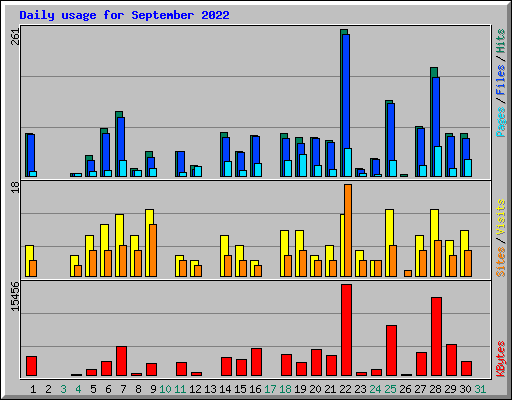 Daily usage for September 2022
261
Pages / Files / Hits
18
Sites / Visits
15456
KBytes
1 2 3 4 5 6 7 8 9 10 11 12 13 14 15 16 17 18 19 20 21 22 23 24 25 26 27 28 29 30 31